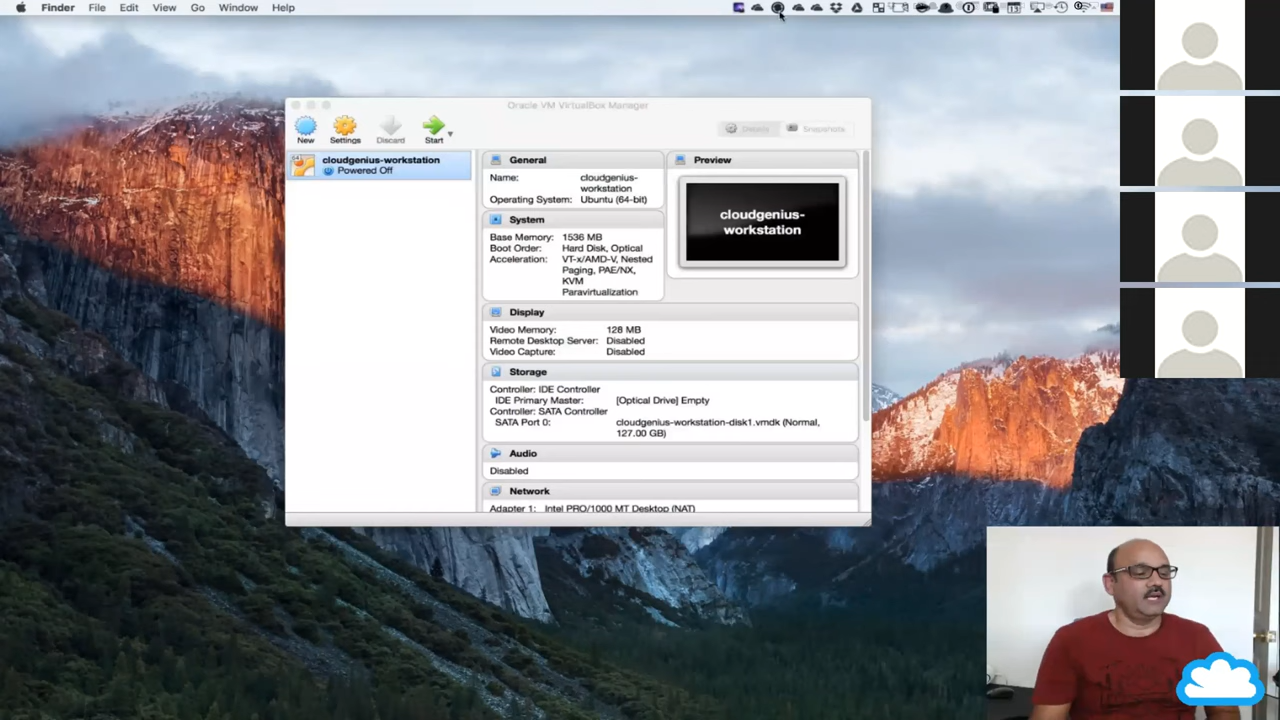 Finder File Edit View Go Window Help
13
Oracle VM VirtualBox Manager
New Settings Discard Start Details Snapshots
cloudgenius-workstation
Powered Off
General
Name: cloudgenius-
workstation
Operating System: Ubuntu (64-bit)
System
Base Memory: 1536 MB
Boot Order: Hard Disk, Optical
Acceleration: VT-x/AMD-V, Nested
Paging, PAE/NX,
KVM
Paravirtualization
Preview
cloudgenius-
workstation
Display
Video Memory: 128 MB
Remote Desktop Server: Disabled
Video Capture: Disabled
Storage
Controller: IDE Controller
IDE Primary Master: [Optical Drive] Empty
Controller: SATA Controller
SATA Port 0: cloudgenius-workstation-disk1.vmdk (Normal,
127.00 GB)
Audio
Disabled
Network
Adapter 1: Intel PRO/1000 MT Desktop (NAT)